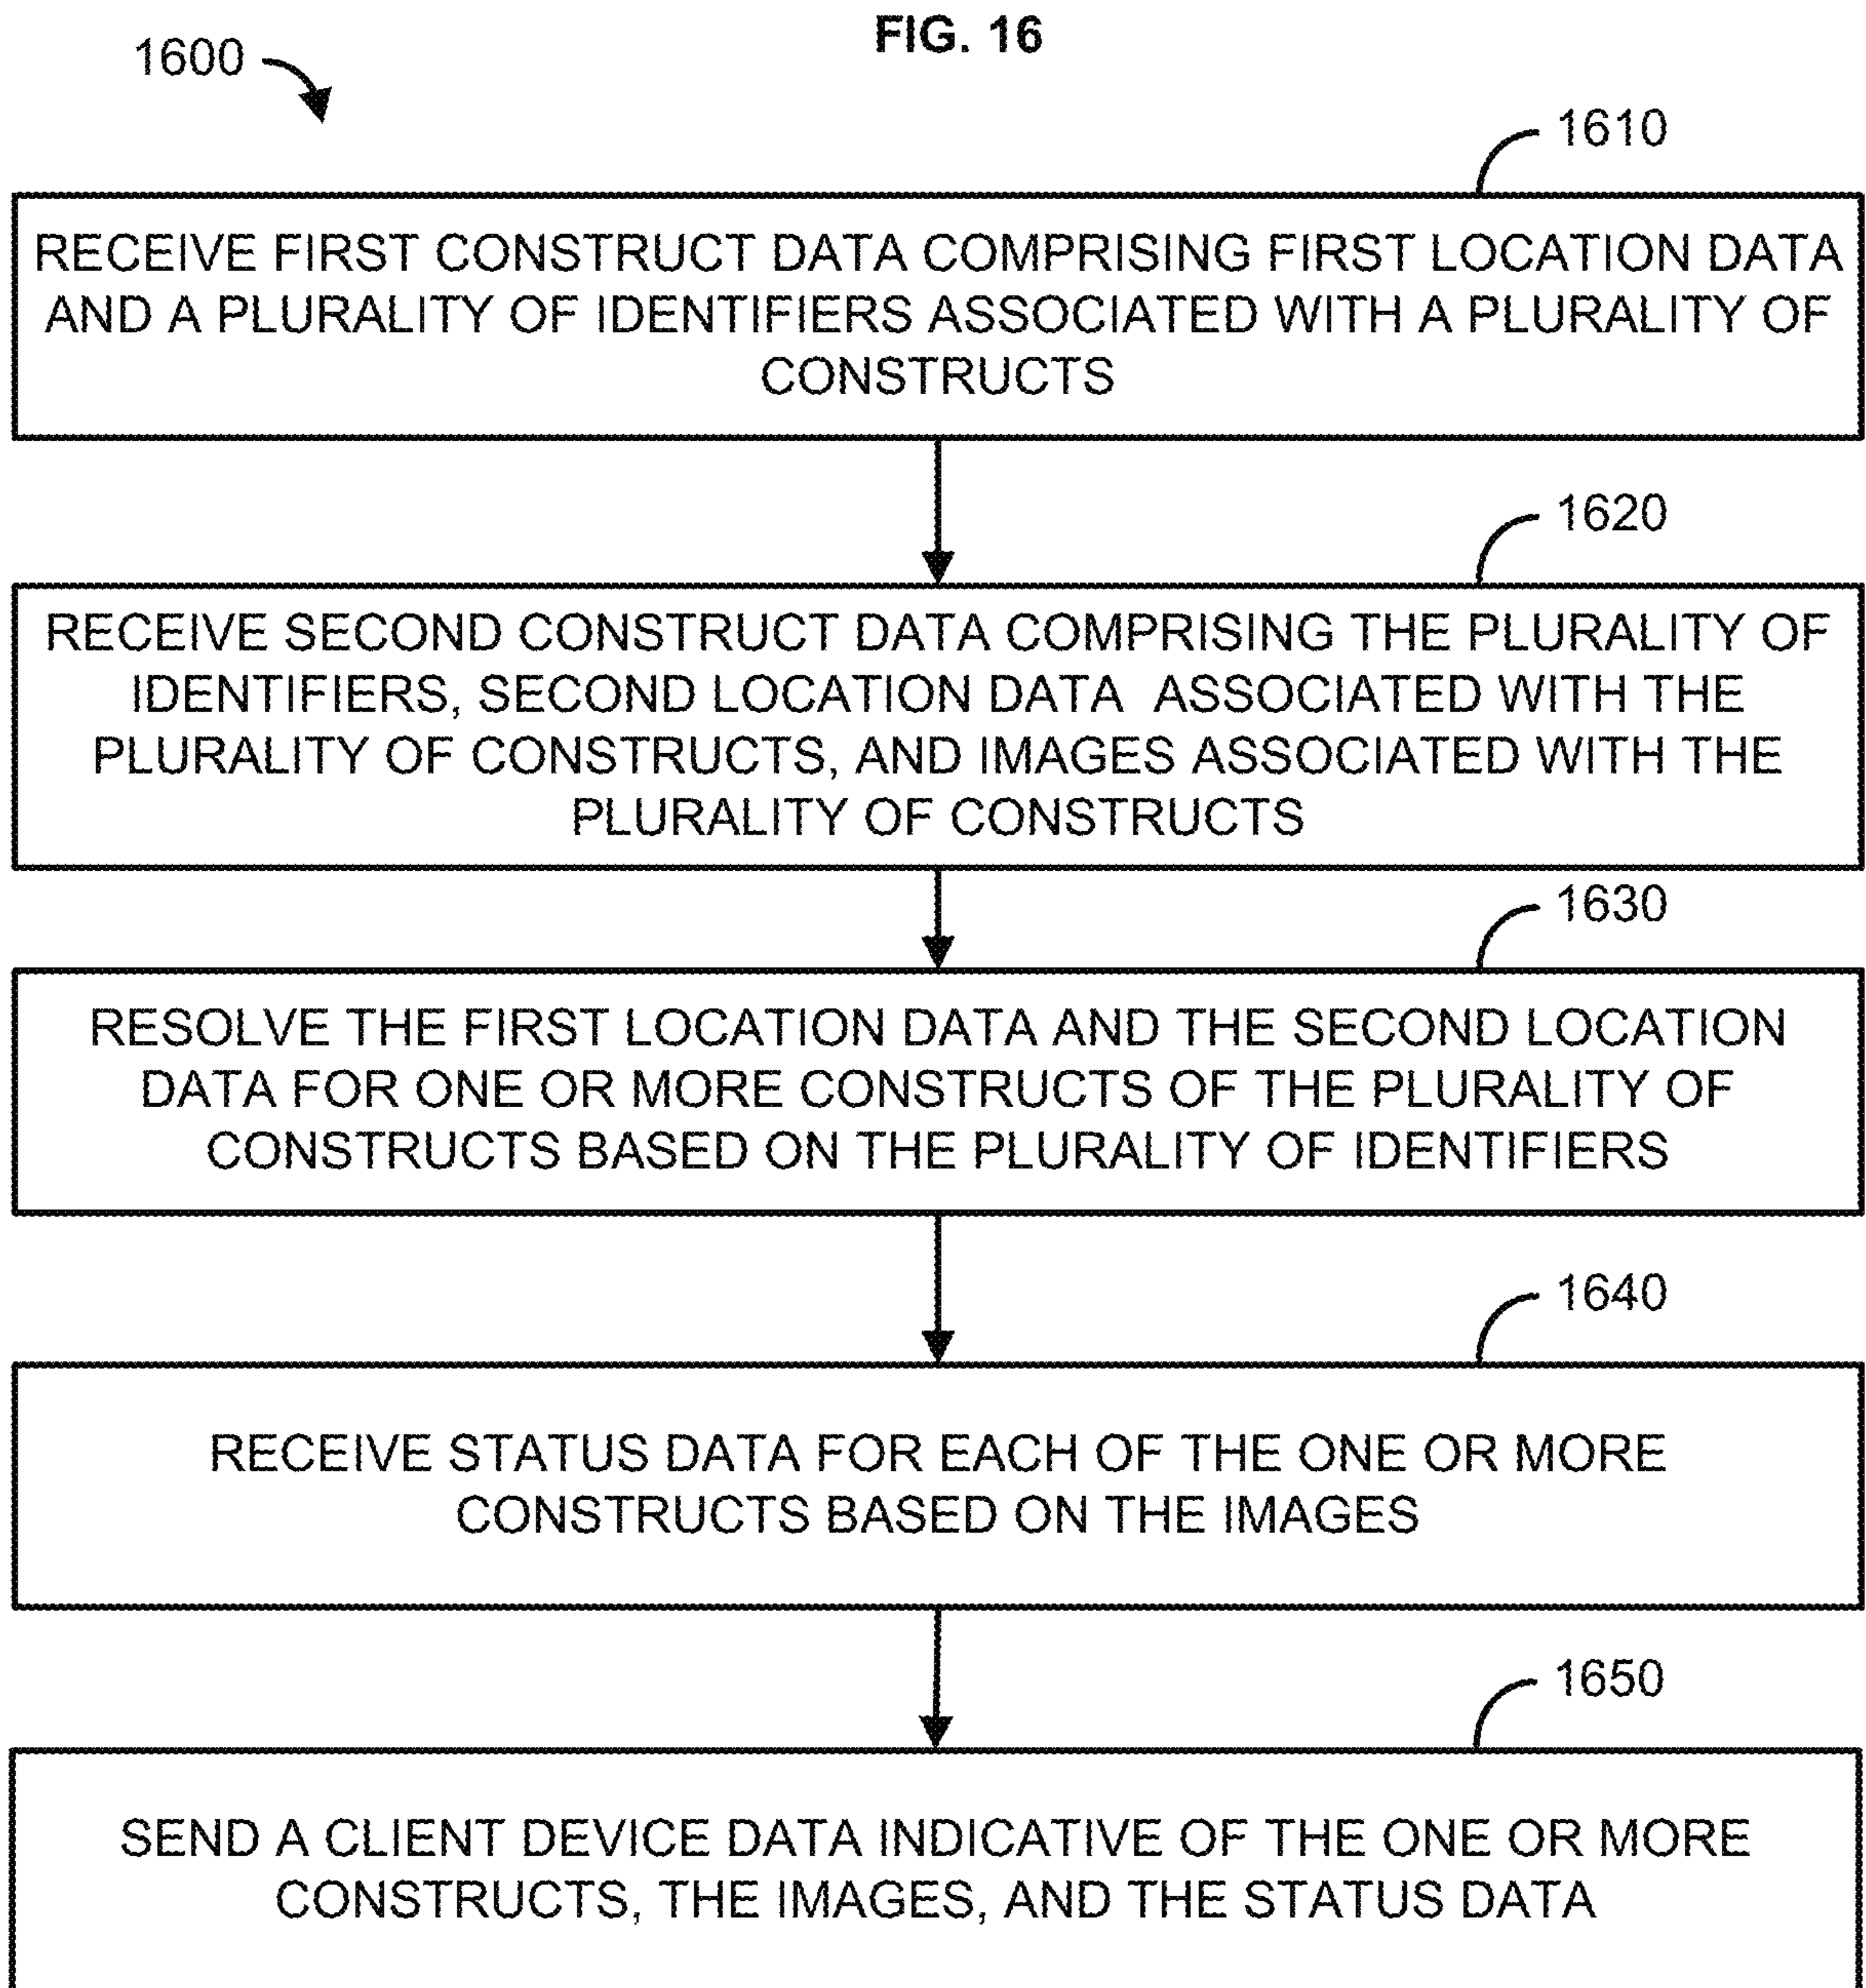 FIG. 16
1600
1610
RECEIVE FIRST CONSTRUCT DATA COMPRISING FIRST LOCATION DATA
AND A PLURALITY OF IDENTIFIERS ASSOCIATED WITH A PLURALITY OF
CONSTRUCTS
1620
RECEIVE SECOND CONSTRUCT DATA COMPRISING THE PLURALITY OF
IDENTIFIERS, SECOND LOCATION DATA ASSOCIATED WITH THE
PLURALITY OF CONSTRUCTS, AND IMAGES ASSOCIATED WITH THE
PLURALITY OF CONSTRUCTS
1630
RESOLVE THE FIRST LOCATION DATA AND THE SECOND LOCATION
DATA FOR ONE OR MORE CONSTRUCTS OF THE PLURALITY OF
CONSTRUCTS BASED ON THE PLURALITY OF IDENTIFIERS
1640
RECEIVE STATUS DATA FOR EACH OF THE ONE OR MORE
CONSTRUCTS BASED ON THE IMAGES
1650
SEND A CLIENT DEVICE DATA INDICATIVE OF THE ONE OR MORE
CONSTRUCTS, THE IMAGES, AND THE STATUS DATA